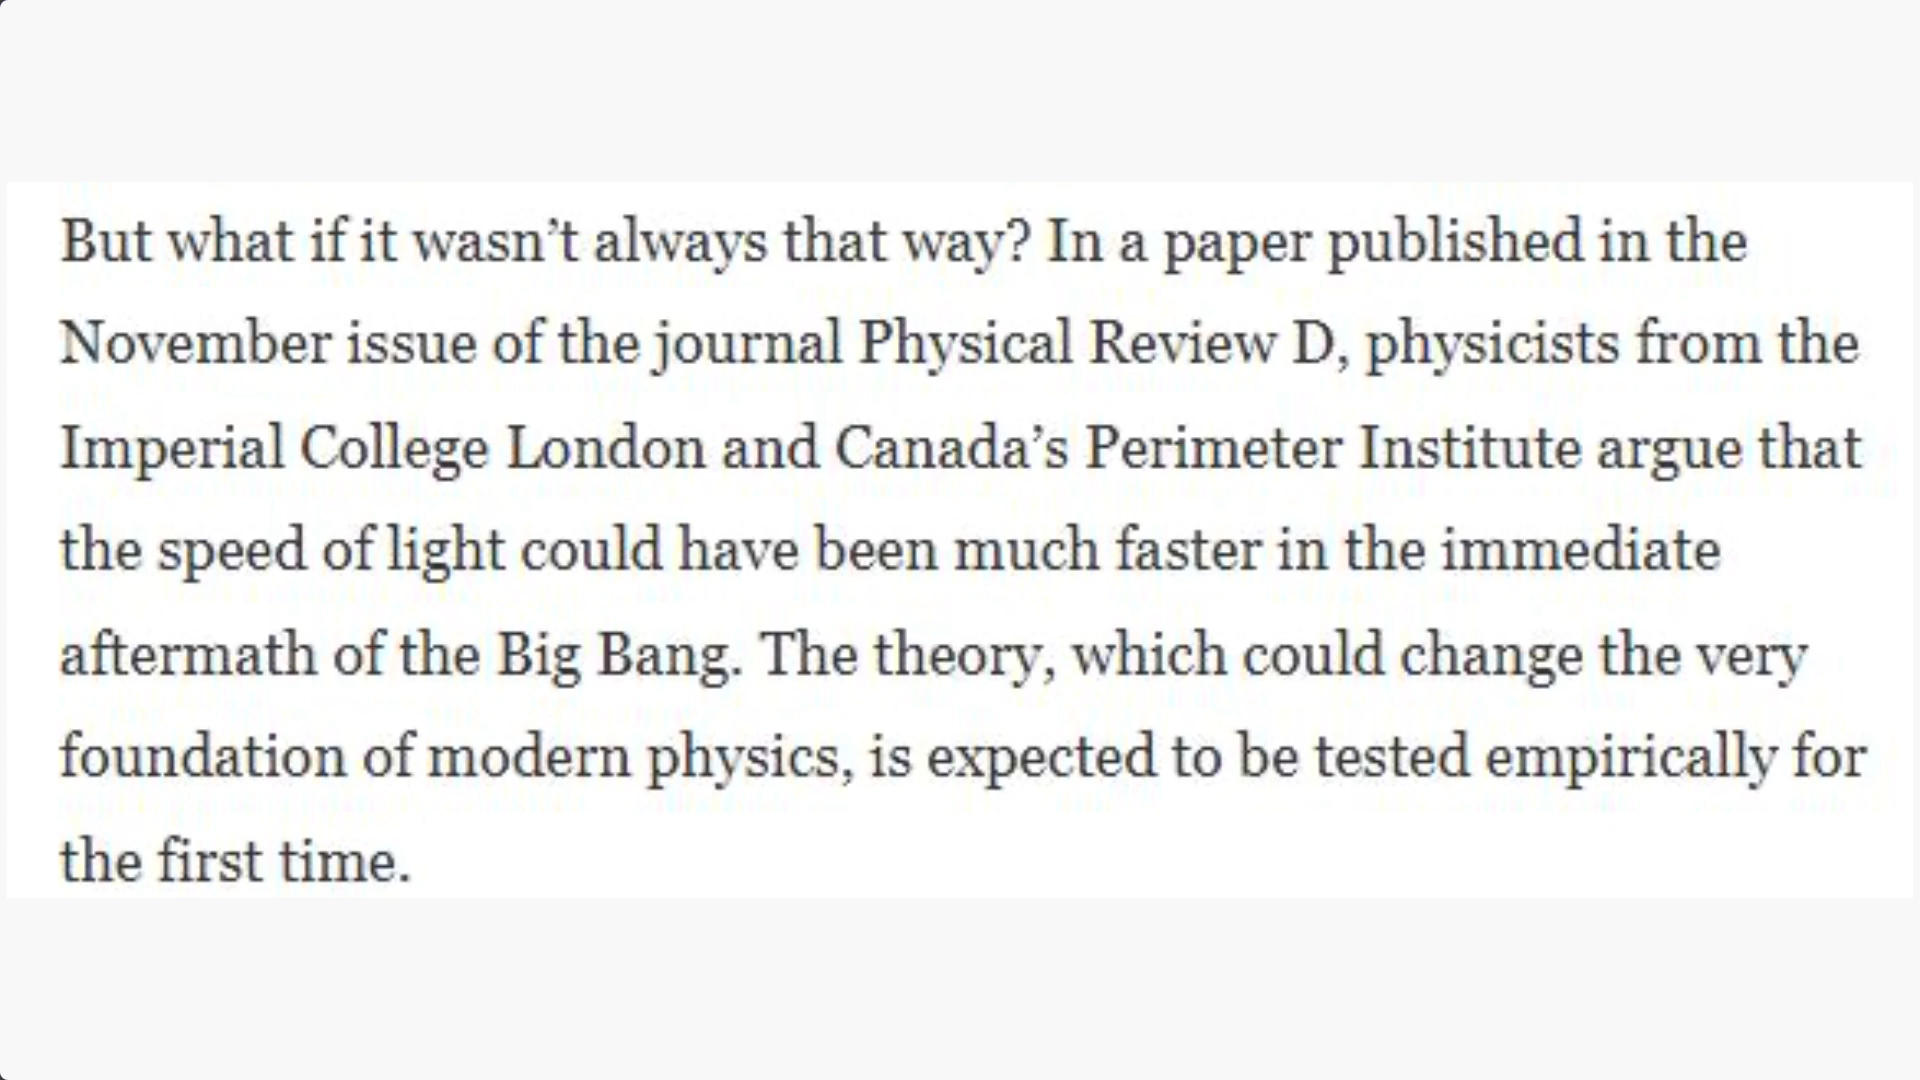 But what if it wasn’t always that way? In a paper published in the
November issue of the journal Physical Review D, physicists from the
Imperial College London and Canada’s Perimeter Institute argue that
the speed of light could have been much faster in the immediate
aftermath of the Big Bang. The theory, which could change the very
foundation of modern physics, is expected to be tested empirically for
the first time.